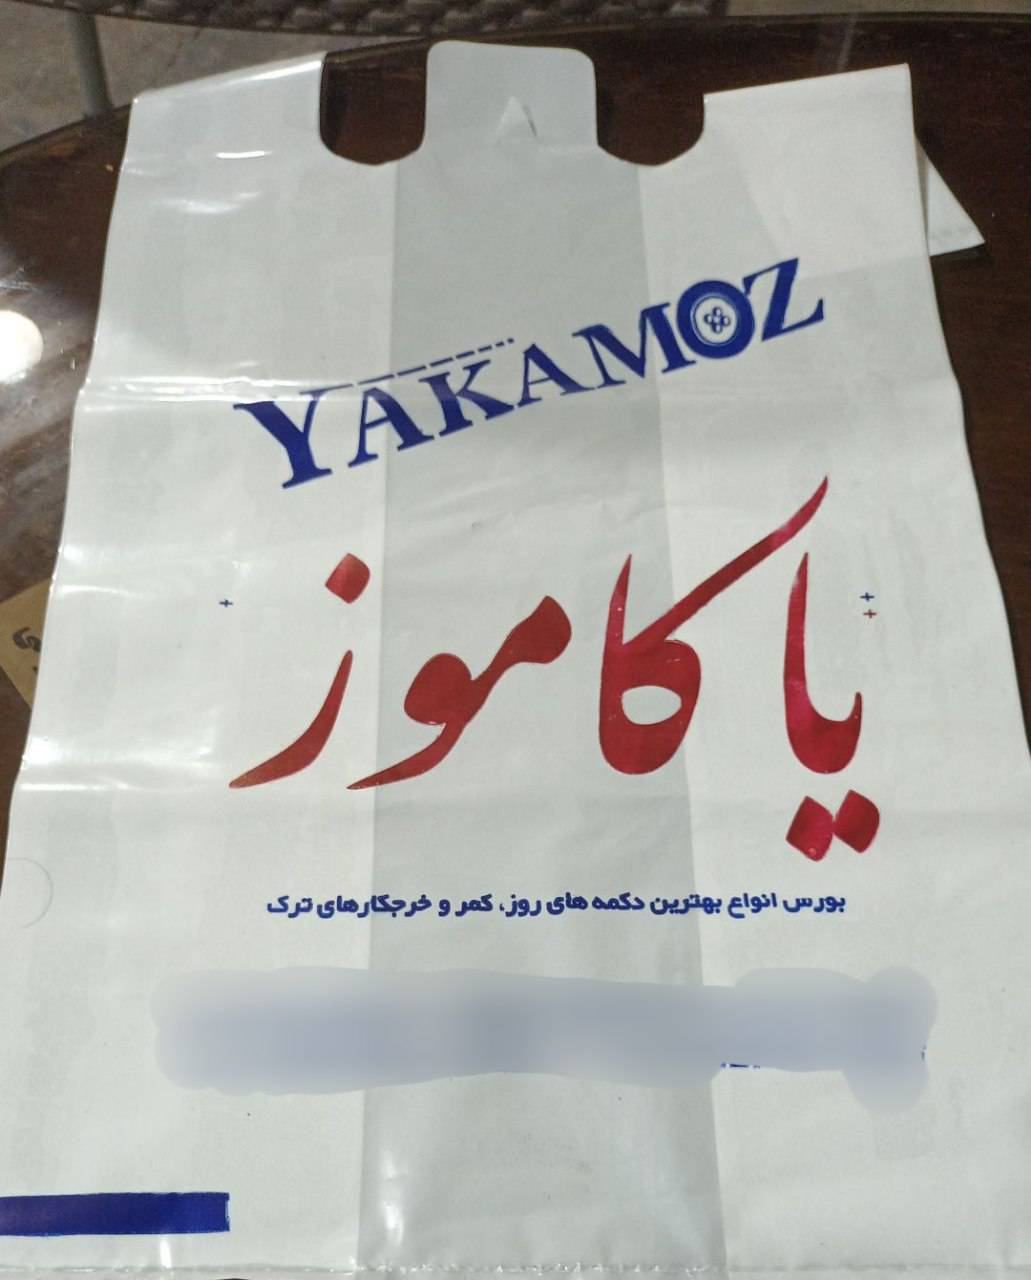 YAKAMOZ
یاکاموز
بورس انواع بهترین دکمه های روز، کمر و خرجکارهای ترک